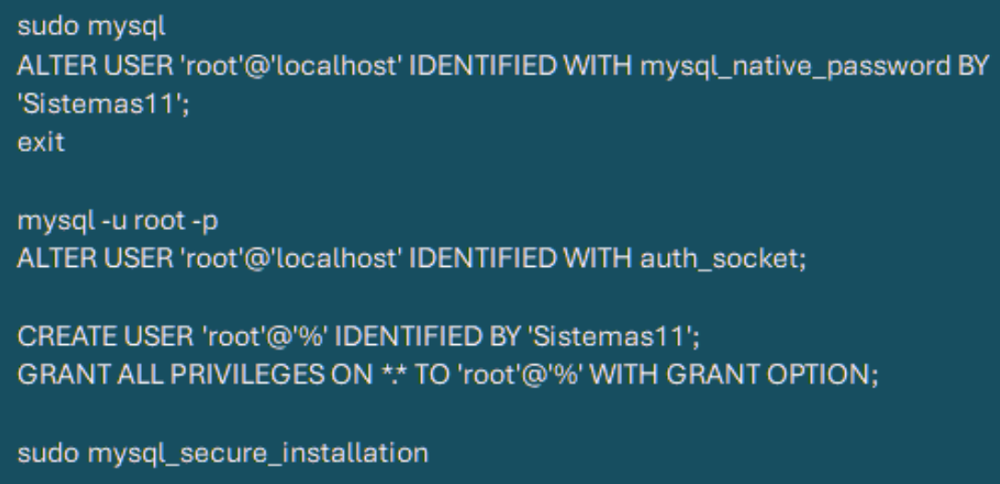 sudo mysql
ALTER USER 'root'@'localhost' IDENTIFIED WITH mysql_native_password BY
'Sistemas11';
exit
mysql -u root -p
ALTER USER 'root'@'localhost' IDENTIFIED WITH auth_socket;
CREATE USER 'root'@'%' IDENTIFIED BY 'Sistemas11';
GRANT ALL PRIVILEGES ON *.* TO 'root'@'%' WITH GRANT OPTION;
sudo mysql_secure_installation